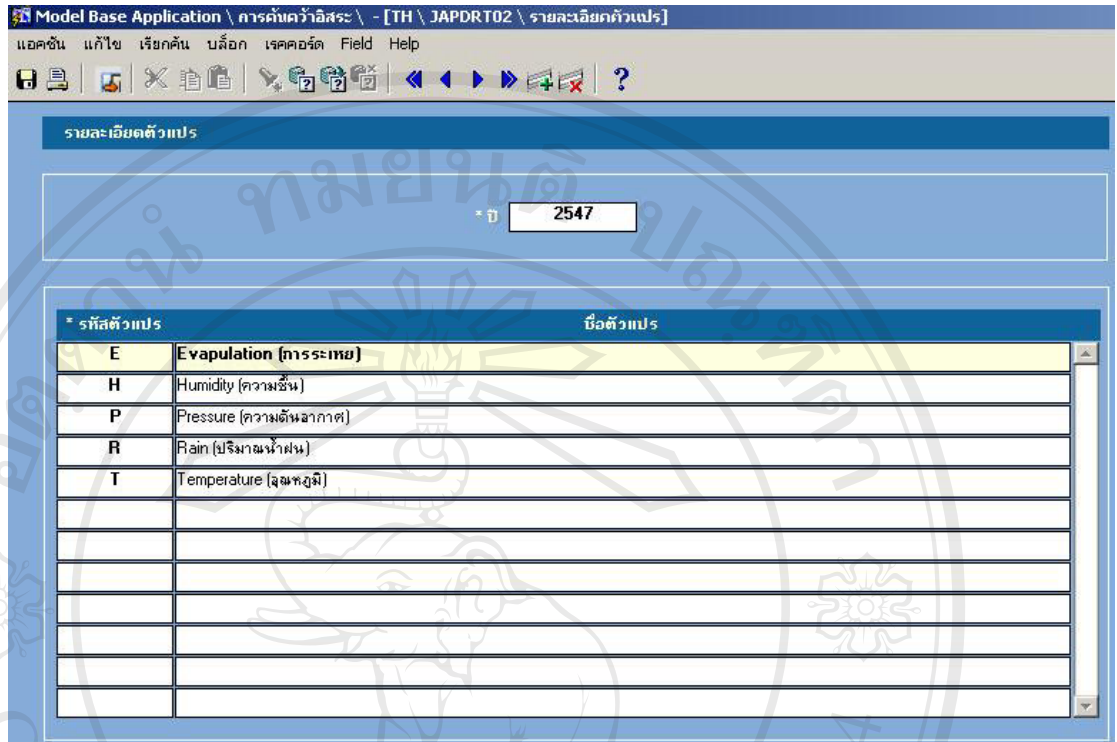 Model Base Application \ การค้นคว้าอิสระ \ - [TH \ JAPDRT02 \ รายละเอียดตัวแปร]
แอคชัน แก้ไข เรียกค้น บล็อก เรคคอร์ด Field Help
รายละเอียดตัวแปร
* ปี 2547
* รหัสตัวแปร ชื่อตัวแปร
E Evapulation (การระเหย)
H Humidity (ความชื้น)
P Pressure (ความดันอากาศ)
R Rain (ปริมาณน้ำฝน)
T Temperature (อุณหภูมิ)